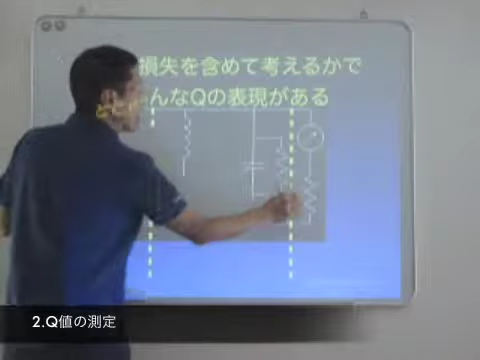 損失を含めて考えるかで
んなQの表現がある
2.Q値の測定